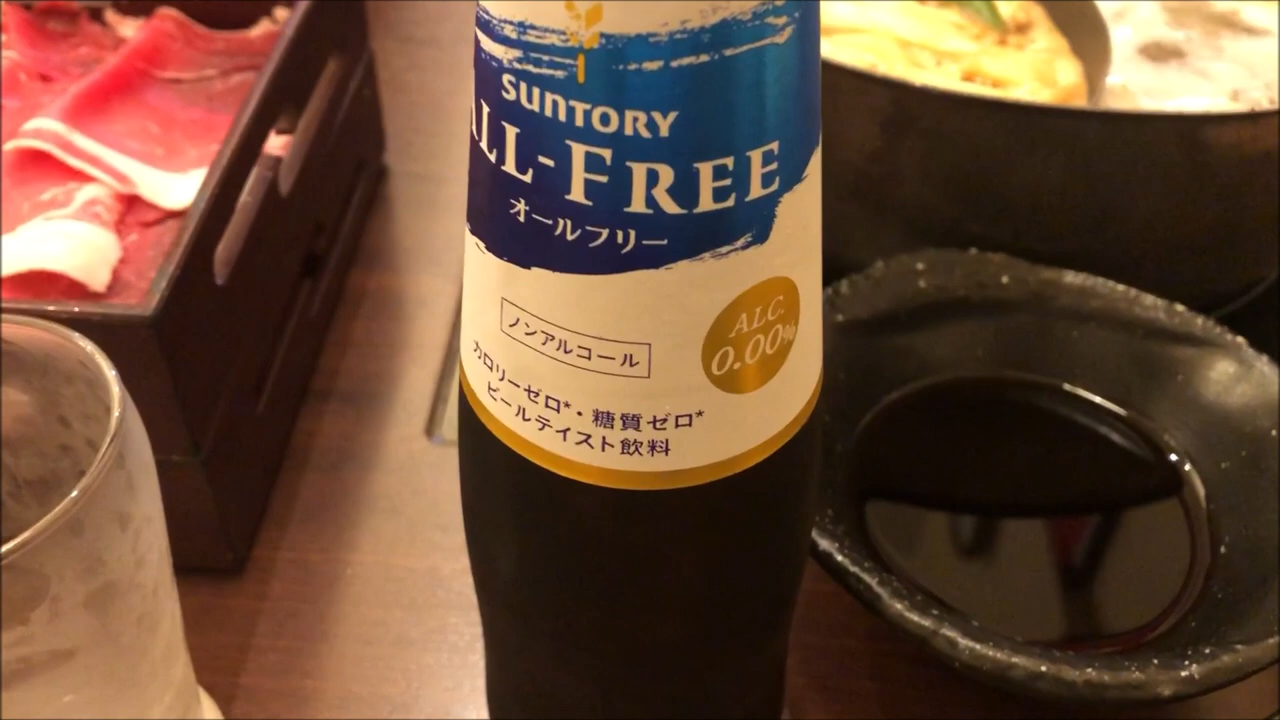 SUNTORY
ALL-FREE
オールフリー
ALC.
0.00%
ノンアルコール
カロリーゼロ*・糖質ゼロ*
ビールテイスト飲料